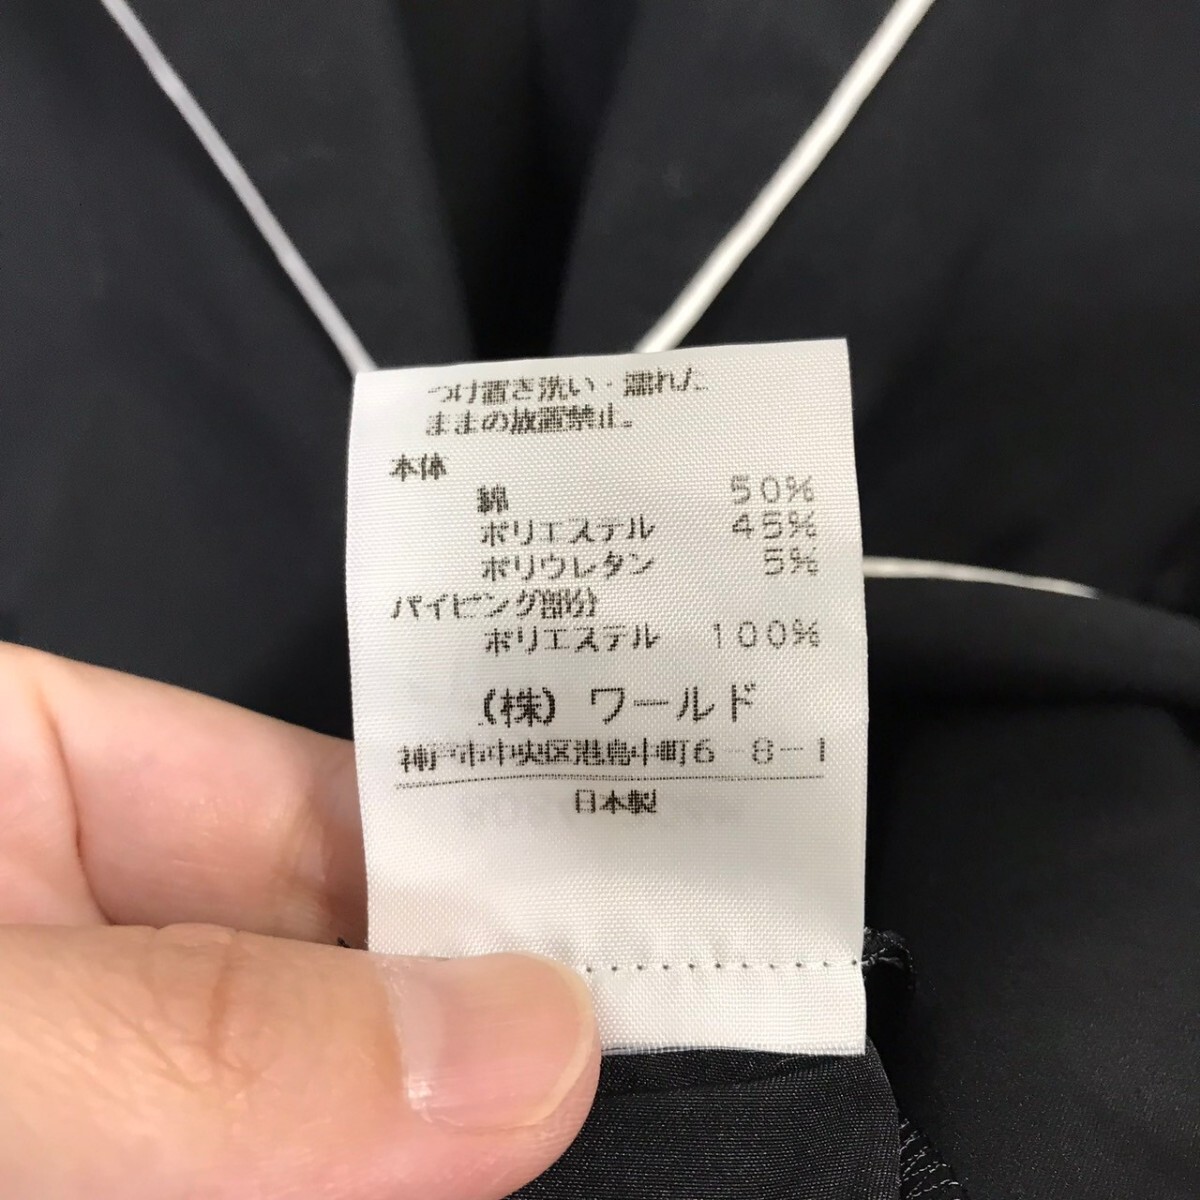 つけ置き洗い・濡れた
ままの放置禁止。
本体
綿 50%
ポリエステル 45%
ポリウレタン 5%
パイピング部分
ポリエステル 100%
(株) ワールド
神戸市中央区港島中町6-8-1
日本製